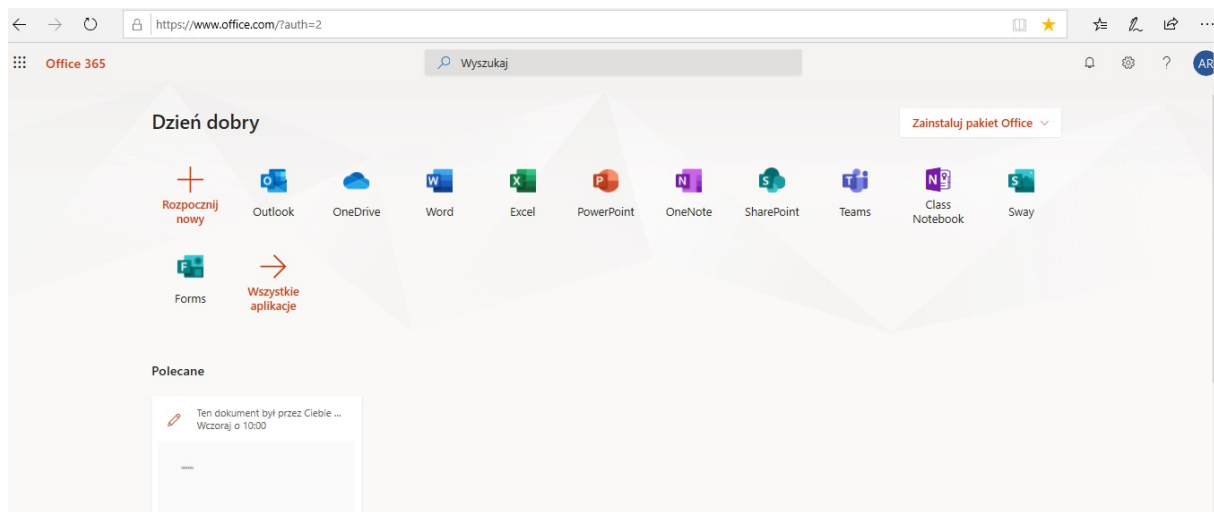 https://www.office.com/?auth=2
Office 365
Wyszukaj
AR
Dzień dobry
Zainstaluj pakiet Office
Rozpocznij
nowy
Outlook
OneDrive
Word
Excel
PowerPoint
OneNote
SharePoint
Teams
Class
Notebook
Sway
Forms
Wszystkie
aplikacje
Polecane
Ten dokument był przez Ciebie ...
Wczoraj o 10:00